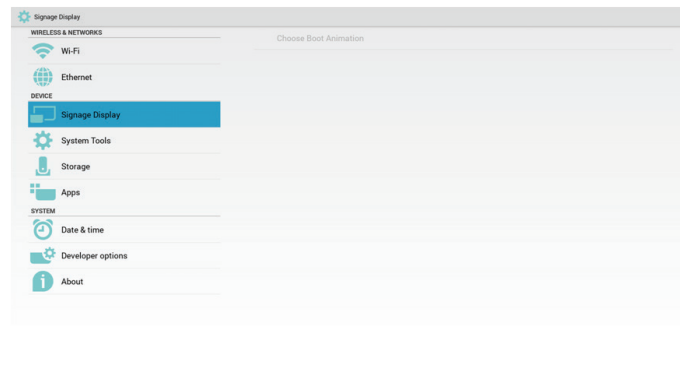 Signage Display
WIRELESS & NETWORKS
Wi-Fi
Ethernet
DEVICE
Signage Display
System Tools
Storage
Apps
SYSTEM
Date & time
Developer options
About
Choose Boot Animation